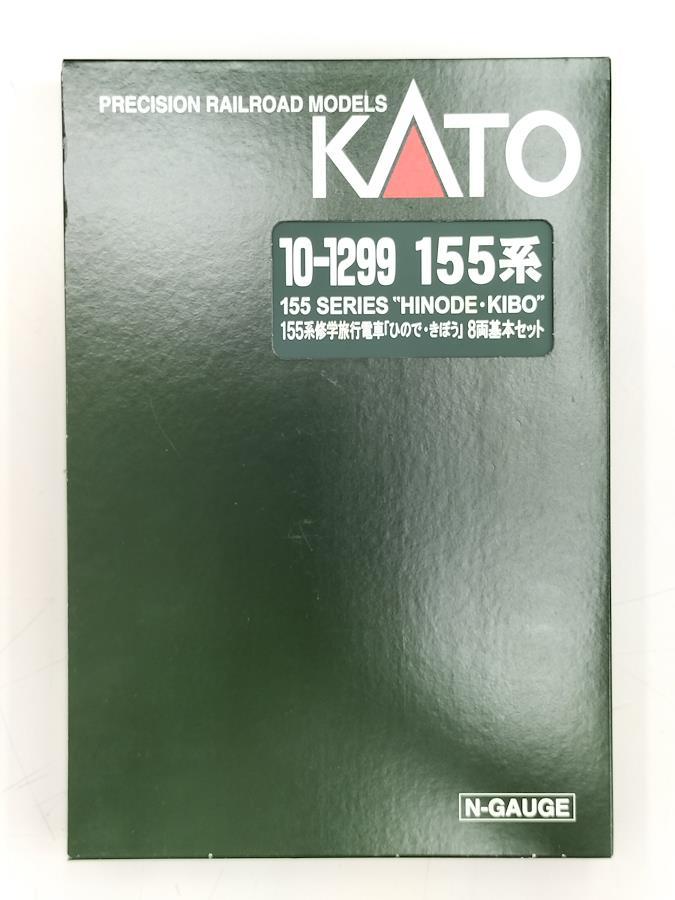 PRECISION RAILROAD MODELS
KATO
10-1299 155系
155 SERIES "HINODE・KIBO"
155系修学旅行電車「ひので・きぼう」8両基本セット
N-GAUGE